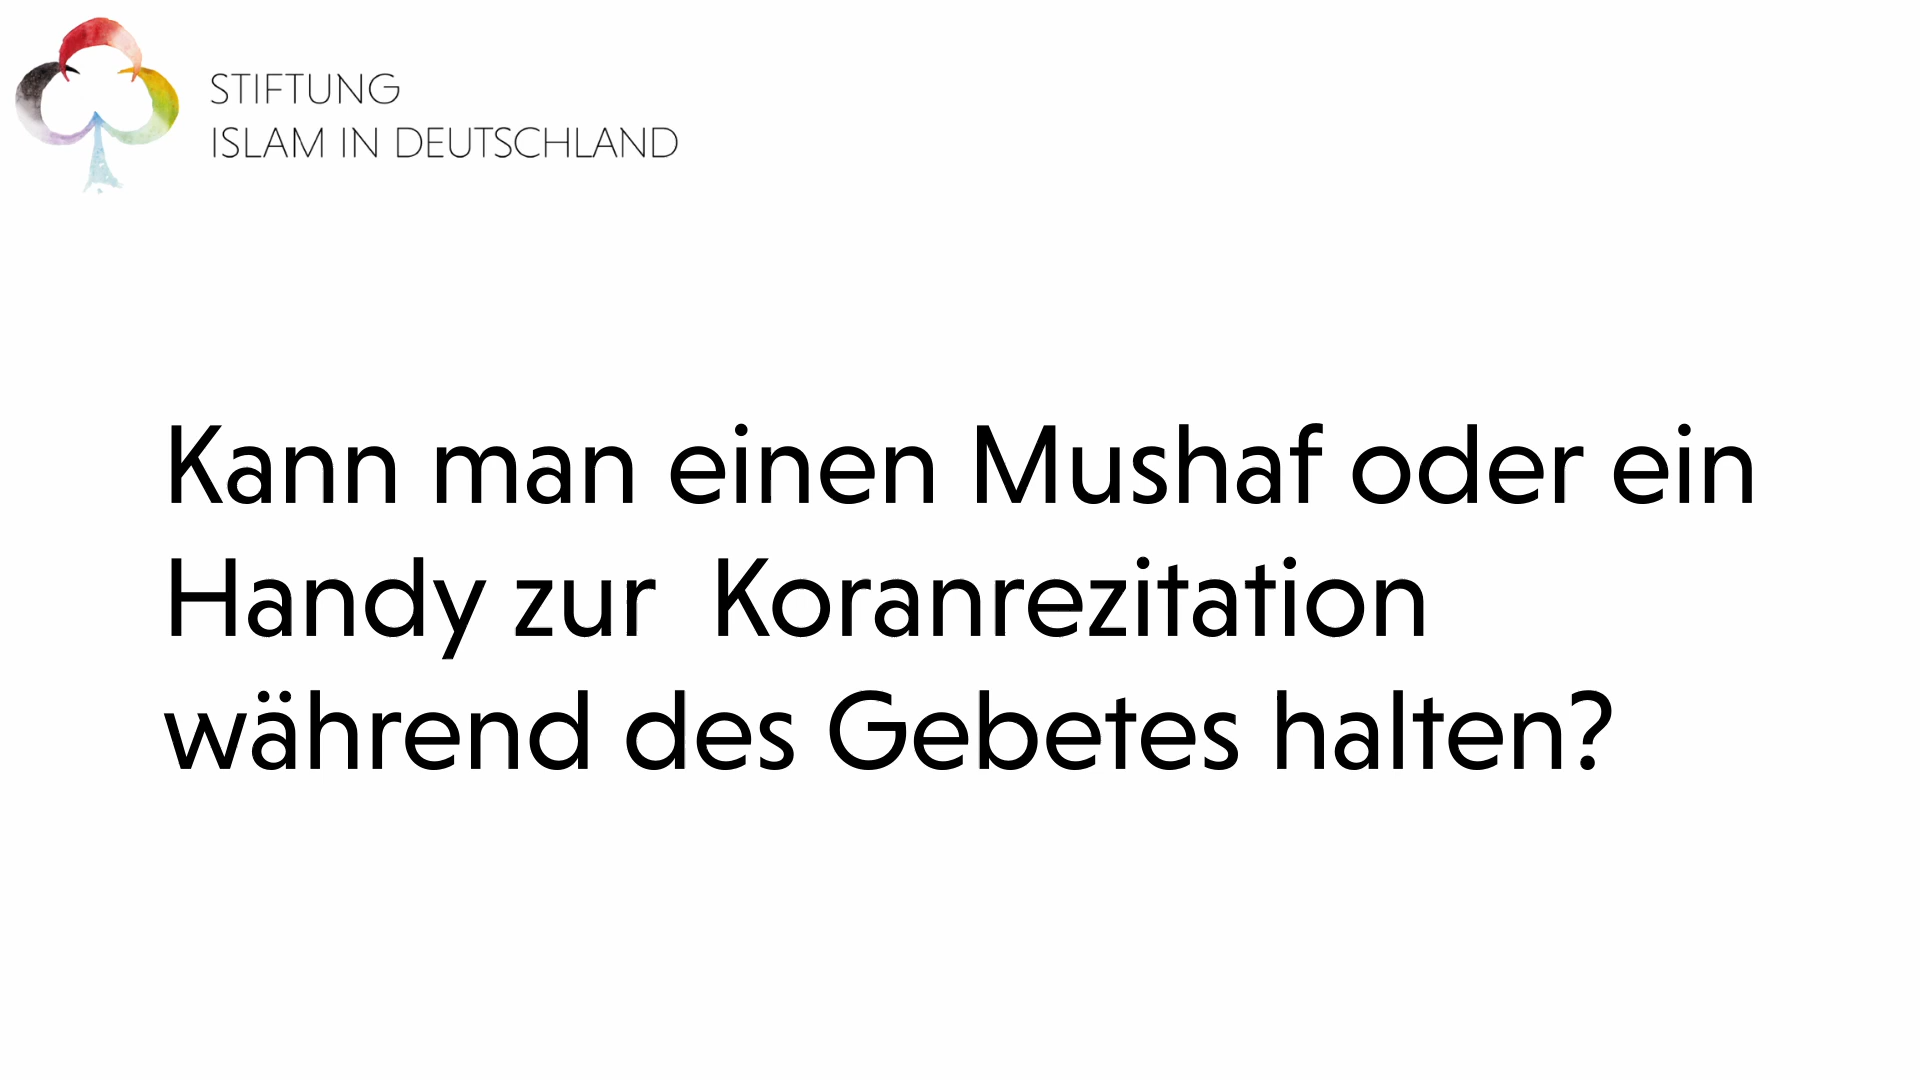 STIFTUNG
ISLAM IN DEUTSCHLAND
Kann man einen Mushaf oder ein
Handy zur  Koranrezitation
während des Gebetes halten?